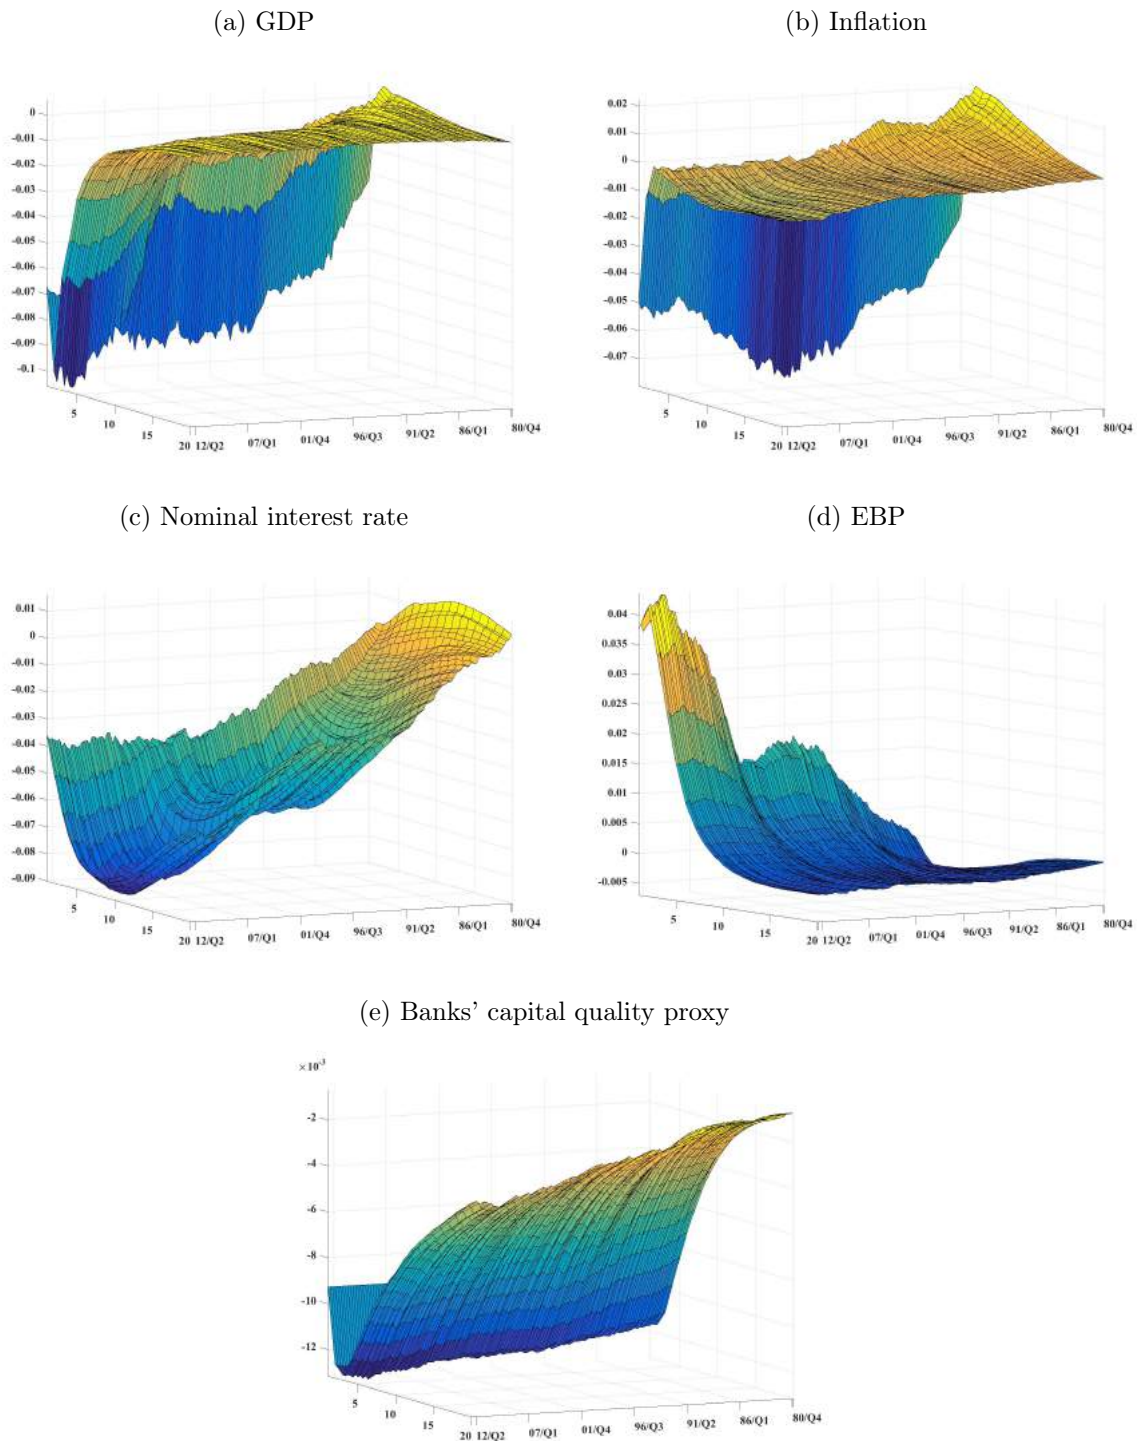 (a) GDP
(b) Inflation
0
-0.01
-0.02
-0.03
-0.04
-0.05
-0.06
-0.07
-0.08
-0.09
-0.1
5
10
15
20 12/Q2
07/Q1
01/Q4
96/Q3
91/Q2
86/Q1
80/Q4
0.02
0.01
0
-0.01
-0.02
-0.03
-0.04
-0.05
-0.06
-0.07
5
10
15
20 12/Q2
07/Q1
01/Q4
96/Q3
91/Q2
86/Q1
80/Q4
(c) Nominal interest rate
(d) EBP
0.01
0
-0.01
-0.02
-0.03
-0.04
-0.05
-0.06
-0.07
-0.08
-0.09
5
10
15
20 12/Q2
07/Q1
01/Q4
96/Q3
91/Q2
86/Q1
80/Q4
0.04
0.035
0.03
0.025
0.02
0.015
0.01
0.005
0
-0.005
5
10
15
20 12/Q2
07/Q1
01/Q4
96/Q3
91/Q2
86/Q1
80/Q4
(e) Banks' capital quality proxy
×10⁻³
-2
-4
-6
-8
-10
-12
5
10
15
20 12/Q2
07/Q1
01/Q4
96/Q3
91/Q2
86/Q1
80/Q4